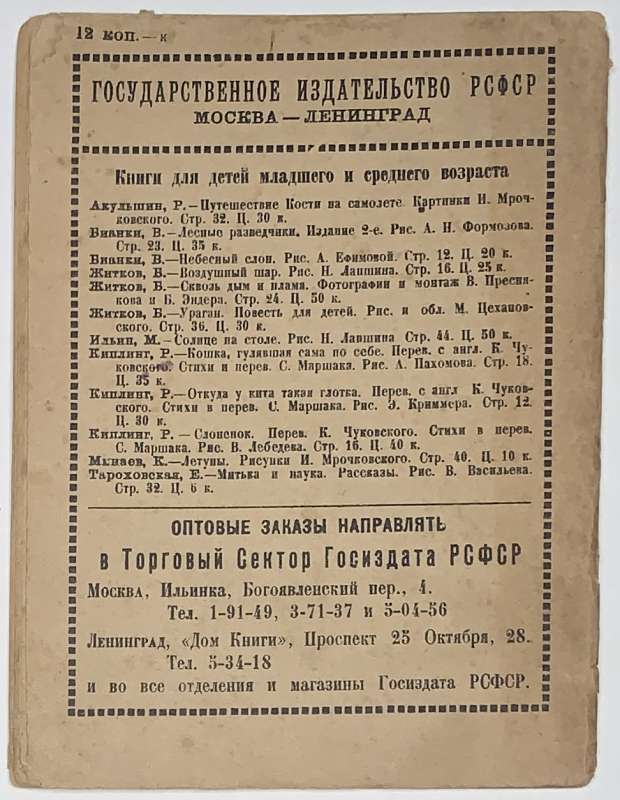 12 коп.—к
ГОСУДАРСТВЕННОЕ ИЗДАТЕЛЬСТВО РСФСР
МОСКВА — ЛЕНИНГРАД
Книги для детей младшего и среднего возраста
Акульшин, Р.—Путешествие Кости на самолете. Картинки И. Мроч-
ковского. Стр. 32. Ц. 30 к.
Бианки, В.—Лесные разведчики. Издание 2-е. Рис. А. Н. Формозова.
Стр. 23. Ц. 35 к.
Бианки, В.—Небесный слон. Рис. А. Ефимовой. Стр. 12. Ц. 20 к.
Житков, Б.—Воздушный шар. Рис. Н. Лапшина. Стр. 16. Ц. 25 к.
Житков, Б.—Сквозь дым и пламя. Фотографии и монтаж В. Пресня-
кова и Б. Эндера. Стр. 24. Ц. 50 к.
Житков, Б.—Ураган. Повесть для детей. Рис. и обл. М. Цеханов-
ского. Стр. 36. Ц. 30 к.
Ильин, М.—Солнце на столе. Рис. Н. Лапшина Стр. 44. Ц. 50 к.
Киплинг, Р.—Кошка, гулявшая сама по себе. Перев. с англ. К. Чу-
ковского. Стихи в перев. С. Маршака. Рис. А. Пахомова. Стр. 18.
Ц. 35 к.
Киплинг, Р.—Откуда у кита такая глотка. Перев. с англ К. Чуков-
ского. Стихи в перев. С. Маршака. Рис. Э. Криммера. Стр. 12.
Ц. 30 к.
Киплинг, Р. — Слоненок. Перев. К. Чуковского. Стихи в перев.
С. Маршака. Рис. В. Лебедева. Стр. 16. Ц. 40 к.
Минаев, К.—Летуны. Рисунки И. Мрочковского. Стр. 40. Ц. 10 к.
Тароховская, Е.—Митька и наука. Рассказы. Рис. В. Васильева.
Стр. 32. Ц. 6 к.
ОПТОВЫЕ ЗАКАЗЫ НАПРАВЛЯТЬ
в Торговый Сектор Госиздата РСФСР
Москва, Ильинка, Богоявленский пер., 4.
Тел. 1-91-49, 3-71-37 и 5-04-56
Ленинград, «Дом Книги», Проспект 25 Октября, 28.
Тел. 5-34-18
и во все отделения и магазины Госиздата РСФСР.